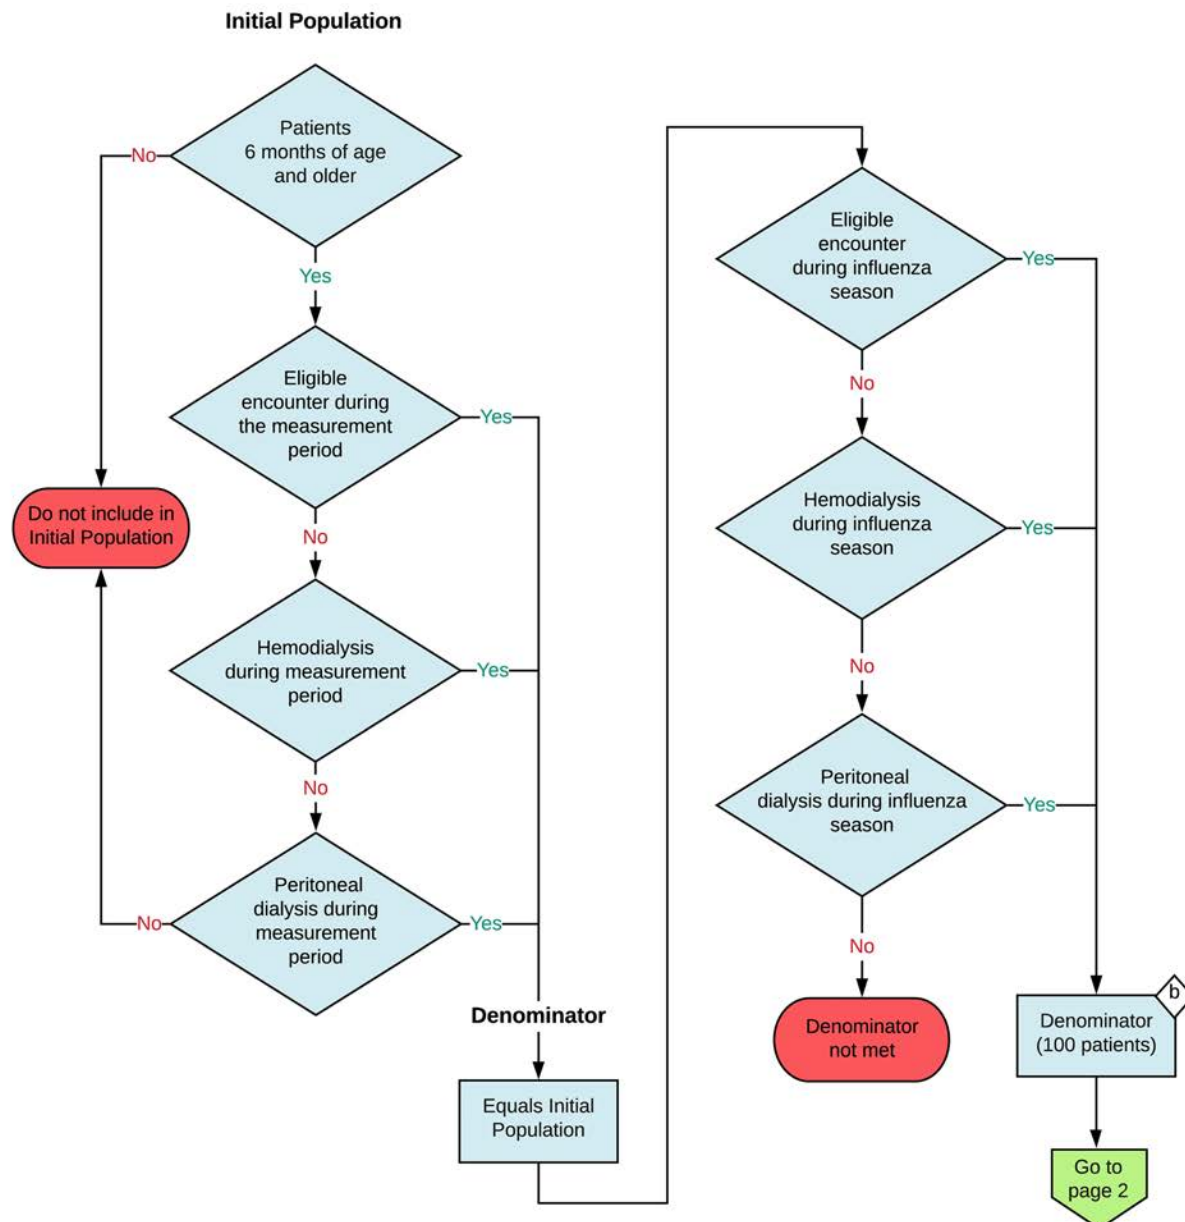 Initial Population
Patients
6 months of age
and older
No
Yes
Eligible
encounter during
the measurement
period
Yes
No
Do not include in
Initial Population
Hemodialysis
during measurement
period
Yes
No
Peritoneal
dialysis during
measurement
period
No
Yes
Denominator
Equals Initial
Population
Eligible
encounter
during influenza
season
Yes
No
Hemodialysis
during influenza
season
Yes
No
Peritoneal
dialysis during influenza
season
Yes
No
Denominator
not met
b
Denominator
(100 patients)
Go to
page 2